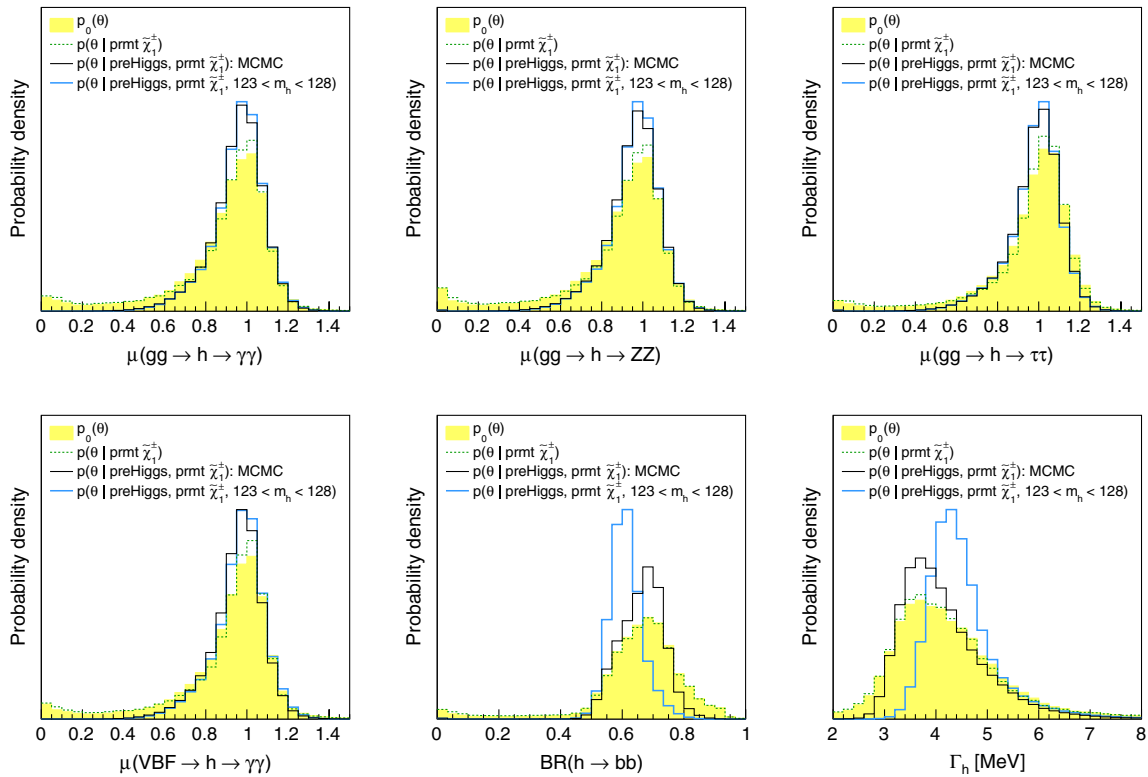 Probability density
p₀(θ)
p(θ | prmt χ̃₁±)
p(θ | preHiggs, prmt χ̃₁±): MCMC
p(θ | preHiggs, prmt χ̃₁±, 123 < mₕ < 128)
0 0.2 0.4 0.6 0.8 1 1.2 1.4
μ(gg → h → γγ)
Probability density
p₀(θ)
p(θ | prmt χ̃₁±)
p(θ | preHiggs, prmt χ̃₁±): MCMC
p(θ | preHiggs, prmt χ̃₁±, 123 < mₕ < 128)
0 0.2 0.4 0.6 0.8 1 1.2 1.4
μ(gg → h → ZZ)
Probability density
p₀(θ)
p(θ | prmt χ̃₁±)
p(θ | preHiggs, prmt χ̃₁±): MCMC
p(θ | preHiggs, prmt χ̃₁±, 123 < mₕ < 128)
0 0.2 0.4 0.6 0.8 1 1.2 1.4
μ(gg → h → ττ)
Probability density
p₀(θ)
p(θ | prmt χ̃₁±)
p(θ | preHiggs, prmt χ̃₁±): MCMC
p(θ | preHiggs, prmt χ̃₁±, 123 < mₕ < 128)
0 0.2 0.4 0.6 0.8 1 1.2 1.4
μ(VBF → h → γγ)
Probability density
p₀(θ)
p(θ | prmt χ̃₁±)
p(θ | preHiggs, prmt χ̃₁±): MCMC
p(θ | preHiggs, prmt χ̃₁±, 123 < mₕ < 128)
0 0.2 0.4 0.6 0.8 1
BR(h → bb)
Probability density
p₀(θ)
p(θ | prmt χ̃₁±)
p(θ | preHiggs, prmt χ̃₁±): MCMC
p(θ | preHiggs, prmt χ̃₁±, 123 < mₕ < 128)
2 3 4 5 6 7 8
Γₕ [MeV]